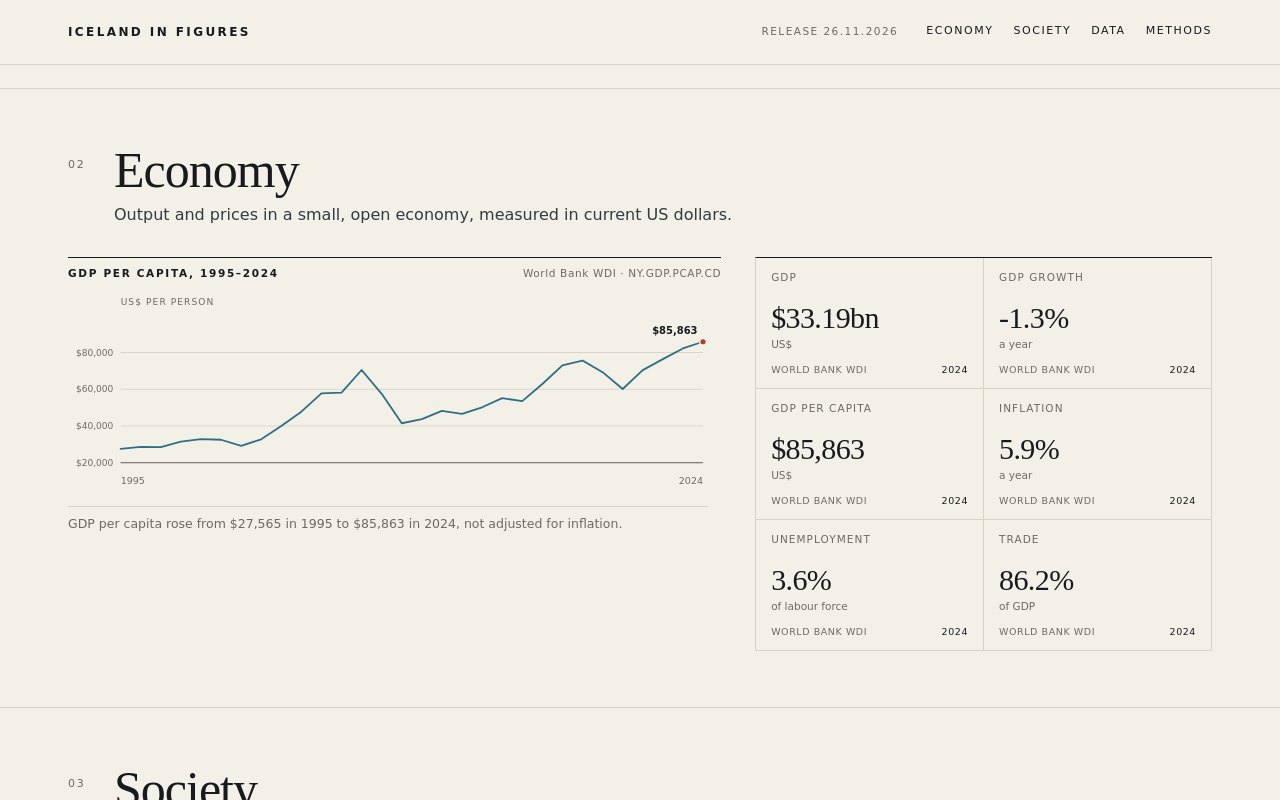 ICELAND IN FIGURES
RELEASE 26.11.2026
ECONOMY
SOCIETY
DATA
METHODS
02
Economy
Output and prices in a small, open economy, measured in current US dollars.
GDP PER CAPITA, 1995–2024
World Bank WDI · NY.GDP.PCAP.CD
US$ PER PERSON
$85,863
$80,000
$60,000
$40,000
$20,000
1995
2024
GDP per capita rose from $27,565 in 1995 to $85,863 in 2024, not adjusted for inflation.
GDP
$33.19bn
US$
WORLD BANK WDI
2024
GDP GROWTH
-1.3%
a year
WORLD BANK WDI
2024
GDP PER CAPITA
$85,863
US$
WORLD BANK WDI
2024
INFLATION
5.9%
a year
WORLD BANK WDI
2024
UNEMPLOYMENT
3.6%
of labour force
WORLD BANK WDI
2024
TRADE
86.2%
of GDP
WORLD BANK WDI
2024
03
Society